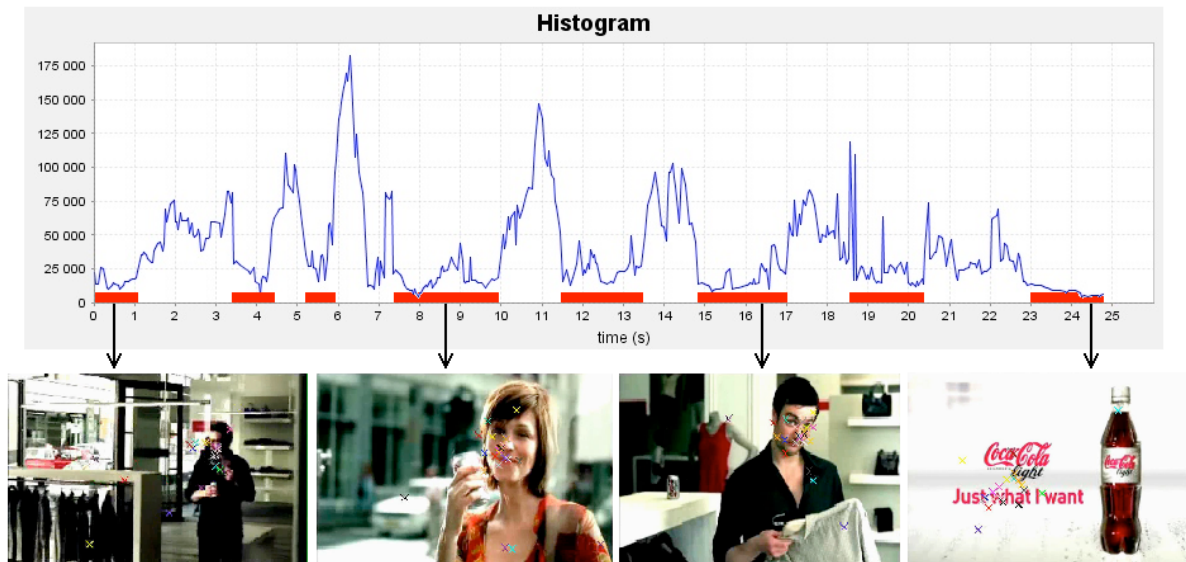 Histogram
175 000
150 000
125 000
100 000
75 000
50 000
25 000
0
0 1 2 3 4 5 6 7 8 9 10 11 12 13 14 15 16 17 18 19 20 21 22 23 24 25
time (s)
Coca-Cola
light
Just what I want
Coca-Cola
light